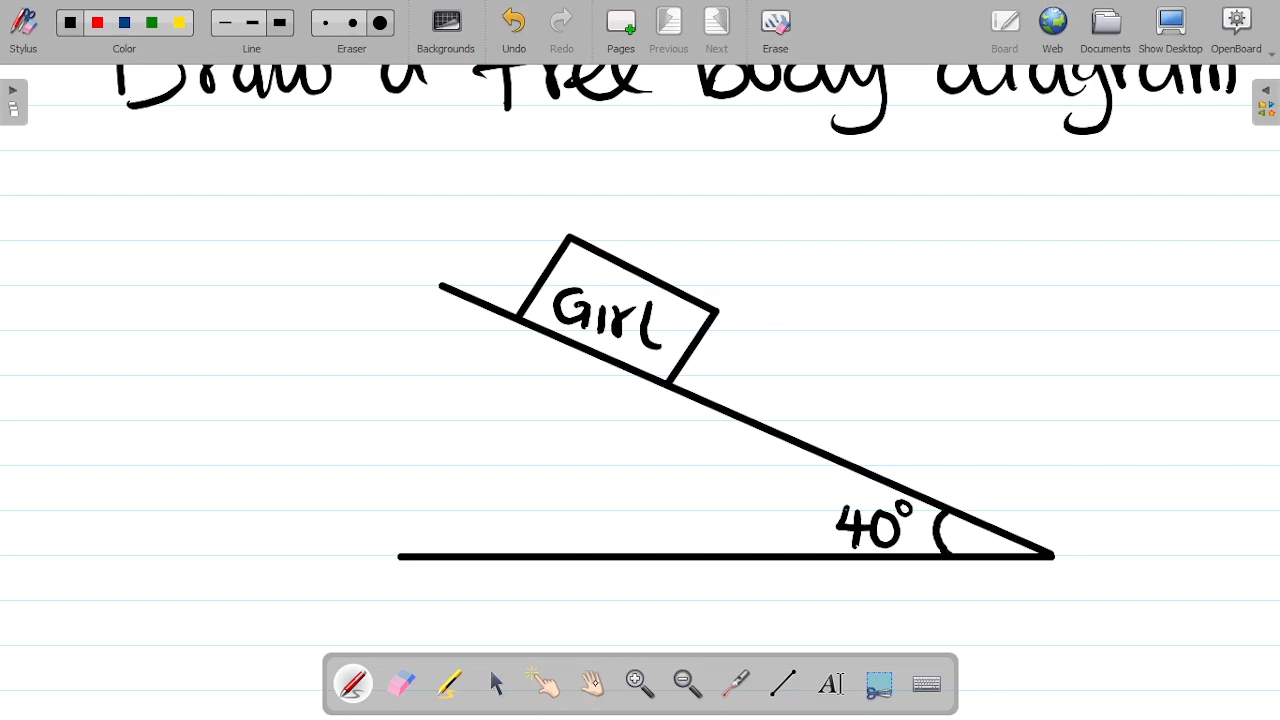 Stylus Color Line Eraser Backgrounds Undo Redo Pages Previous Next Erase Board Web Documents Show Desktop OpenBoard
Draw a free body diagram
Girl
40°
AI